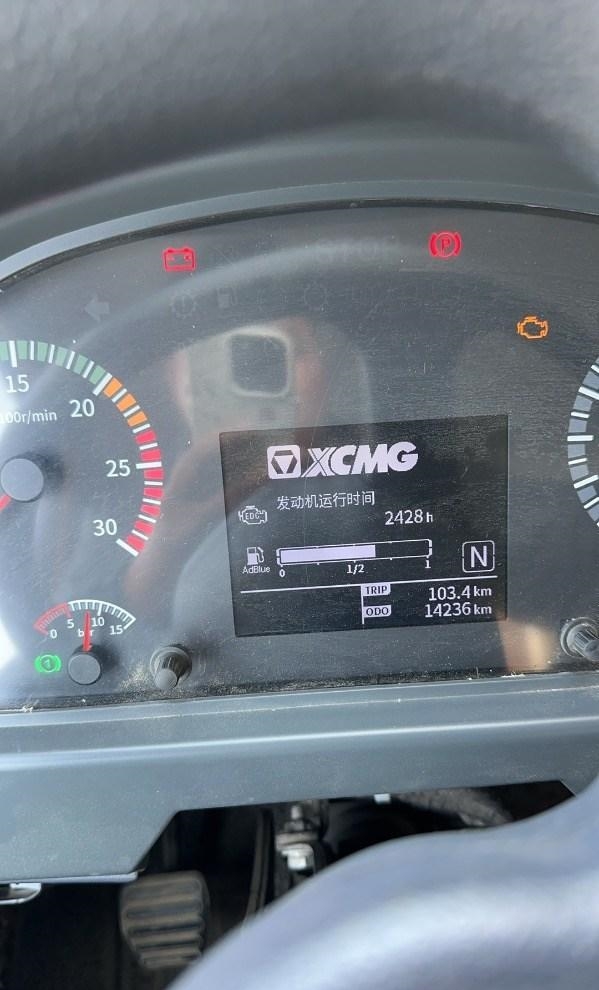 P
15
100r/min
20
25
30
XCMG
发动机运行时间
EDC
2428 h
AdBlue
0 1/2 1
N
TRIP 103.4 km
ODO 14236 km
0 5 10 15
bar
1